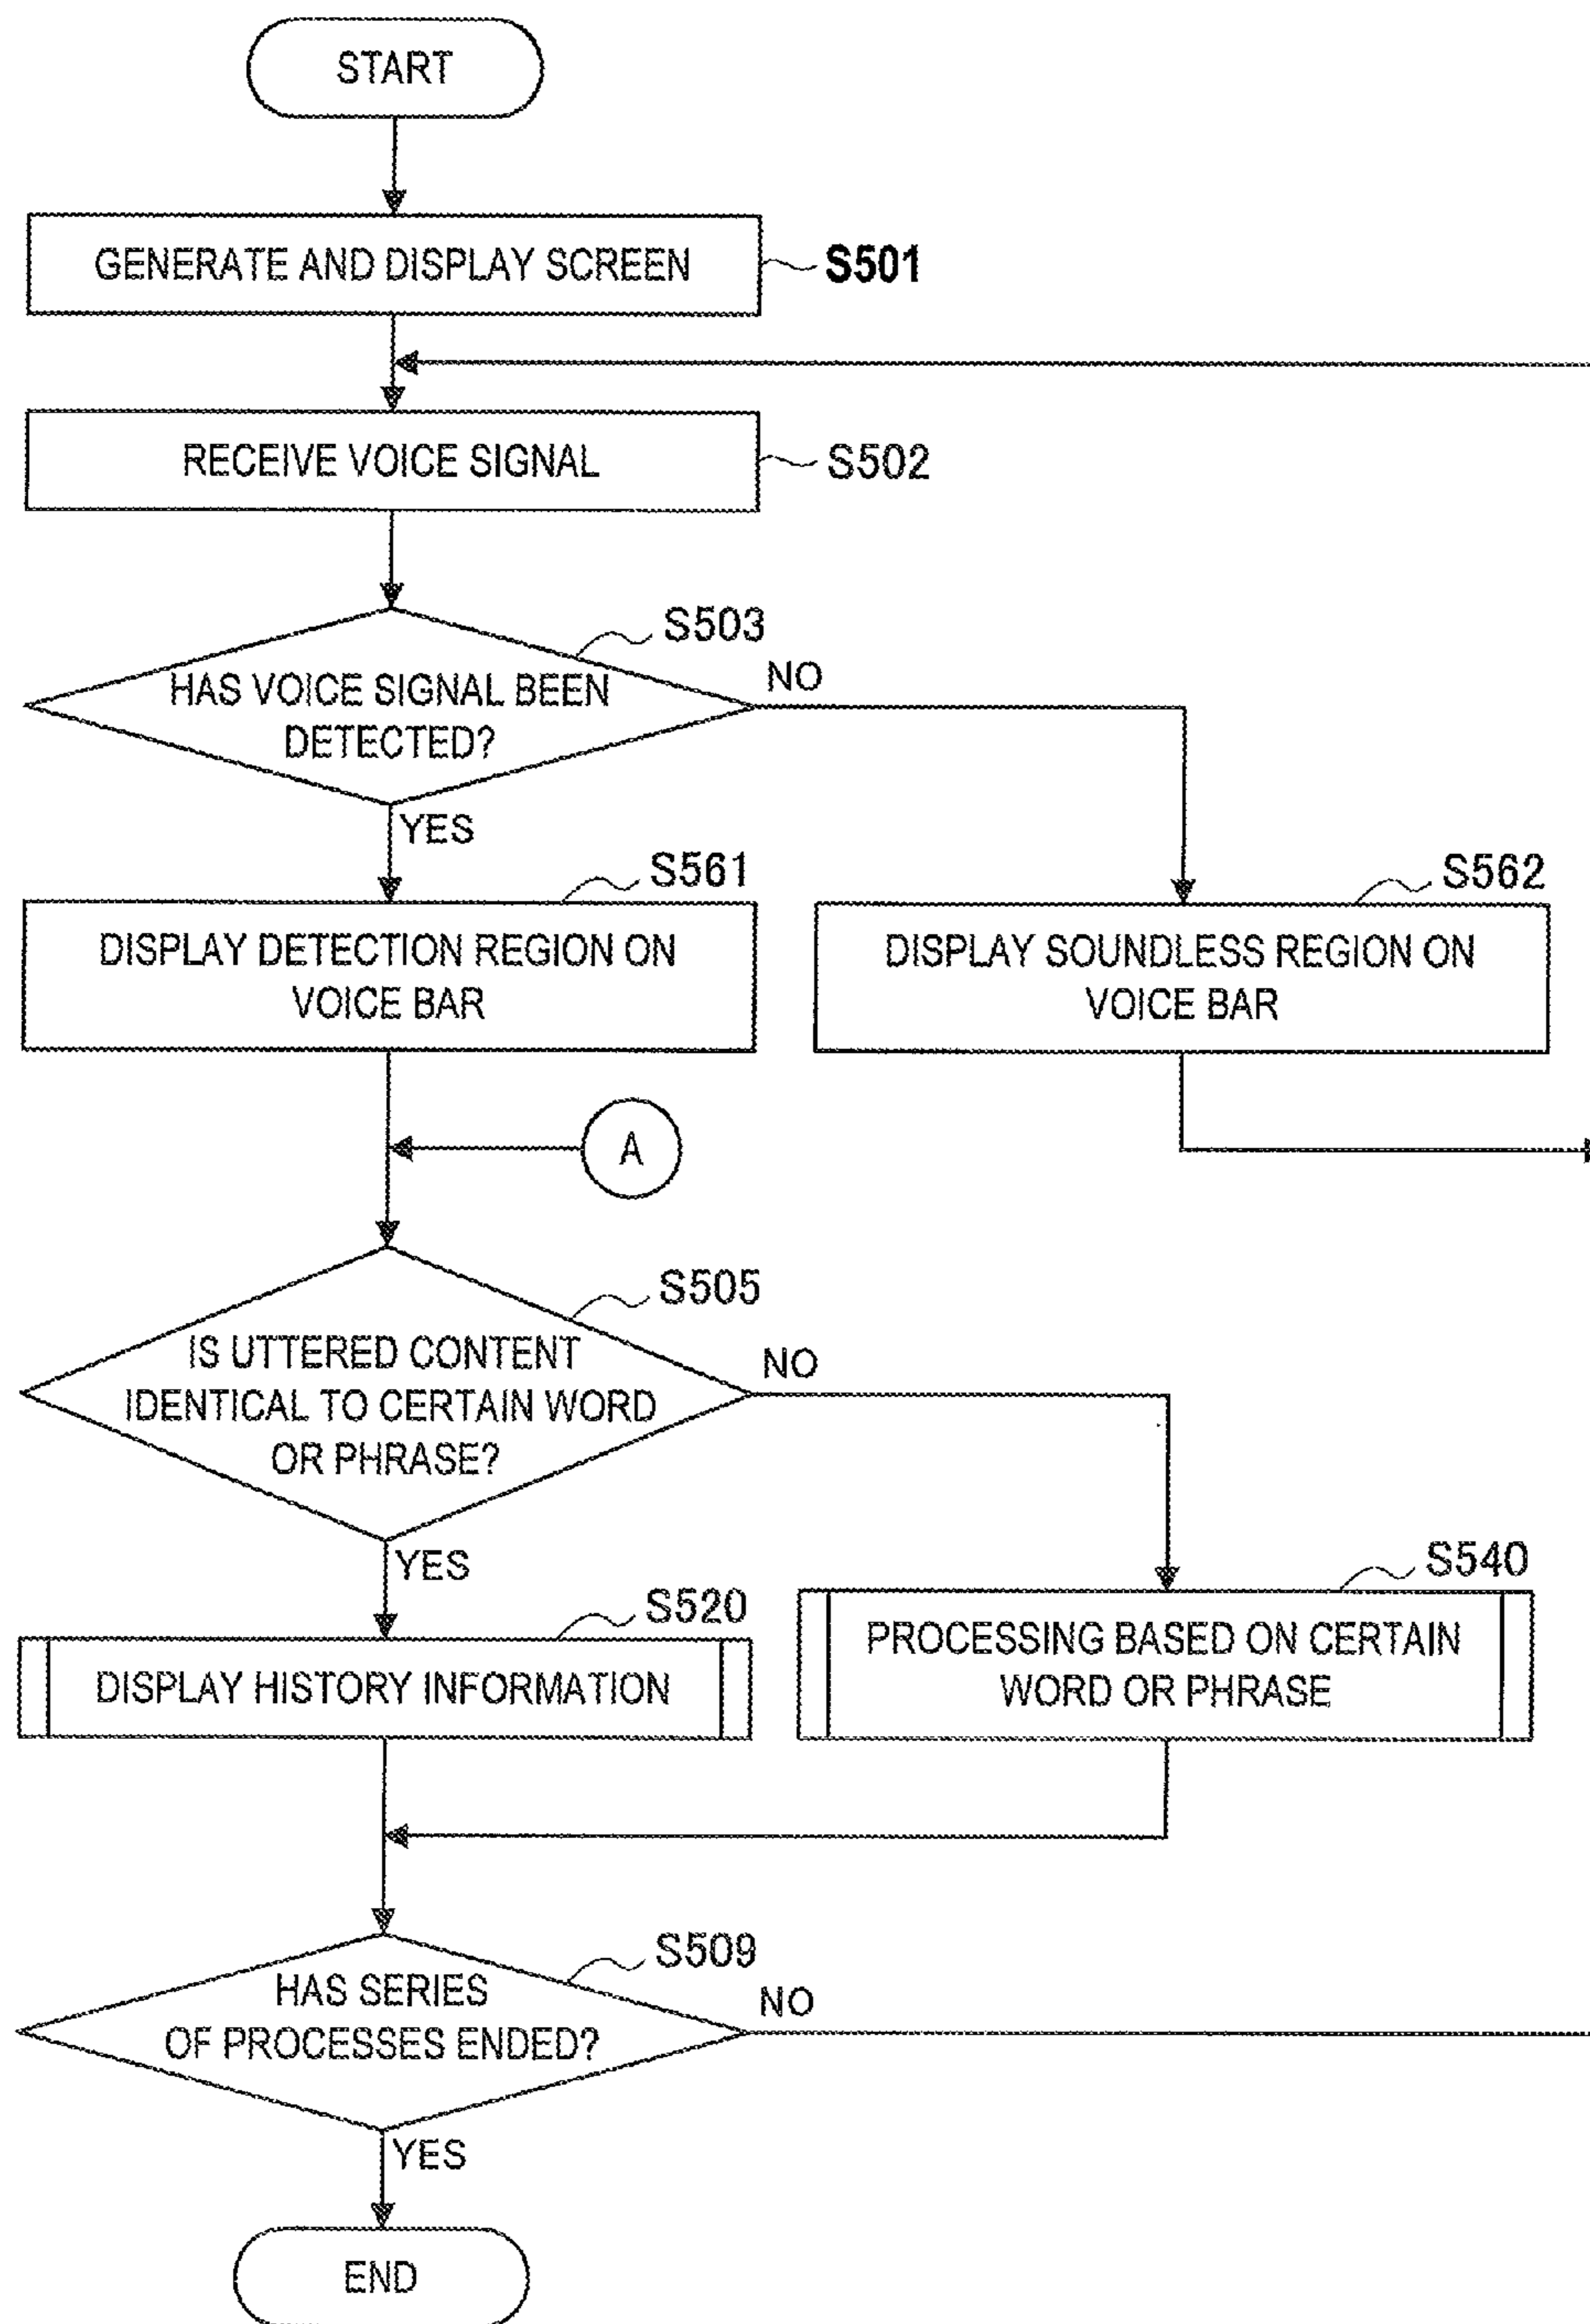 START
GENERATE AND DISPLAY SCREEN
S501
RECEIVE VOICE SIGNAL
S502
S503
HAS VOICE SIGNAL BEEN
DETECTED?
NO
YES
S561
DISPLAY DETECTION REGION ON
VOICE BAR
S562
DISPLAY SOUNDLESS REGION ON
VOICE BAR
A
S505
IS UTTERED CONTENT
IDENTICAL TO CERTAIN WORD
OR PHRASE?
NO
YES
S520
DISPLAY HISTORY INFORMATION
S540
PROCESSING BASED ON CERTAIN
WORD OR PHRASE
S509
HAS SERIES
OF PROCESSES ENDED?
NO
YES
END